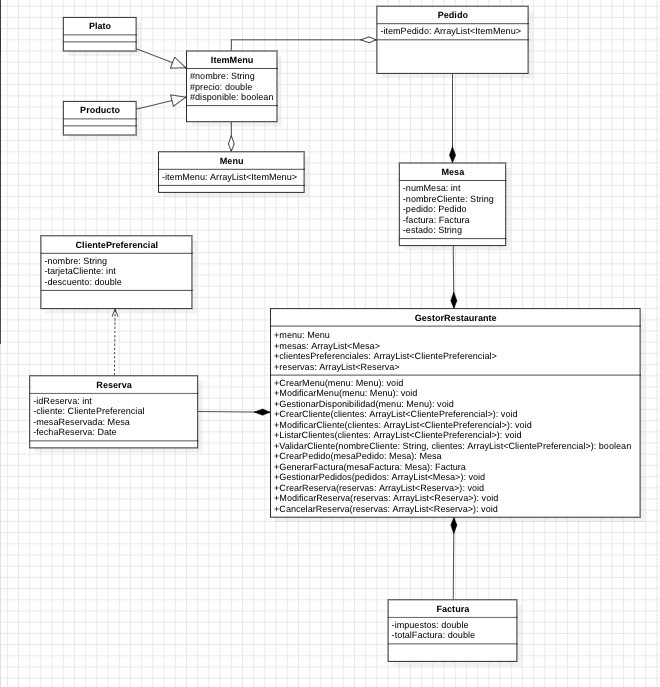 Pedido
-itemPedido: ArrayList<ItemMenu>
Plato
ItemMenu
#nombre: String
#precio: double
#disponible: boolean
Producto
Menu
-itemMenu: ArrayList<ItemMenu>
Mesa
-numMesa: int
-nombreCliente: String
-pedido: Pedido
-factura: Factura
-estado: String
ClientePreferencial
-nombre: String
-tarjetaCliente: int
-descuento: double
GestorRestaurante
+menu: Menu
+mesas: ArrayList<Mesa>
+clientesPreferenciales: ArrayList<ClientePreferencial>
+reservas: ArrayList<Reserva>
+CrearMenu(menu: Menu): void
+ModificarMenu(menu: Menu): void
+GestionarDisponibilidad(menu: Menu): void
+CrearCliente(clientes: ArrayList<ClientePreferencial>): void
+ModificarCliente(clientes: ArrayList<ClientePreferencial>): void
+ListarClientes(clientes: ArrayList<ClientePreferencial>): void
+ValidarCliente(nombreCliente: String, clientes: ArrayList<ClientePreferencial>): boolean
+CrearPedido(mesaPedido: Mesa): Mesa
+GenerarFactura(mesaFactura: Mesa): Factura
+GestionarPedidos(pedidos: ArrayList<Mesa>): void
+CrearReserva(reservas: ArrayList<Reserva>): void
+ModificarReserva(reservas: ArrayList<Reserva>): void
+CancelarReserva(reservas: ArrayList<Reserva>): void
Reserva
-idReserva: int
-cliente: ClientePreferencial
-mesaReservada: Mesa
-fechaReserva: Date
Factura
-impuestos: double
-totalFactura: double